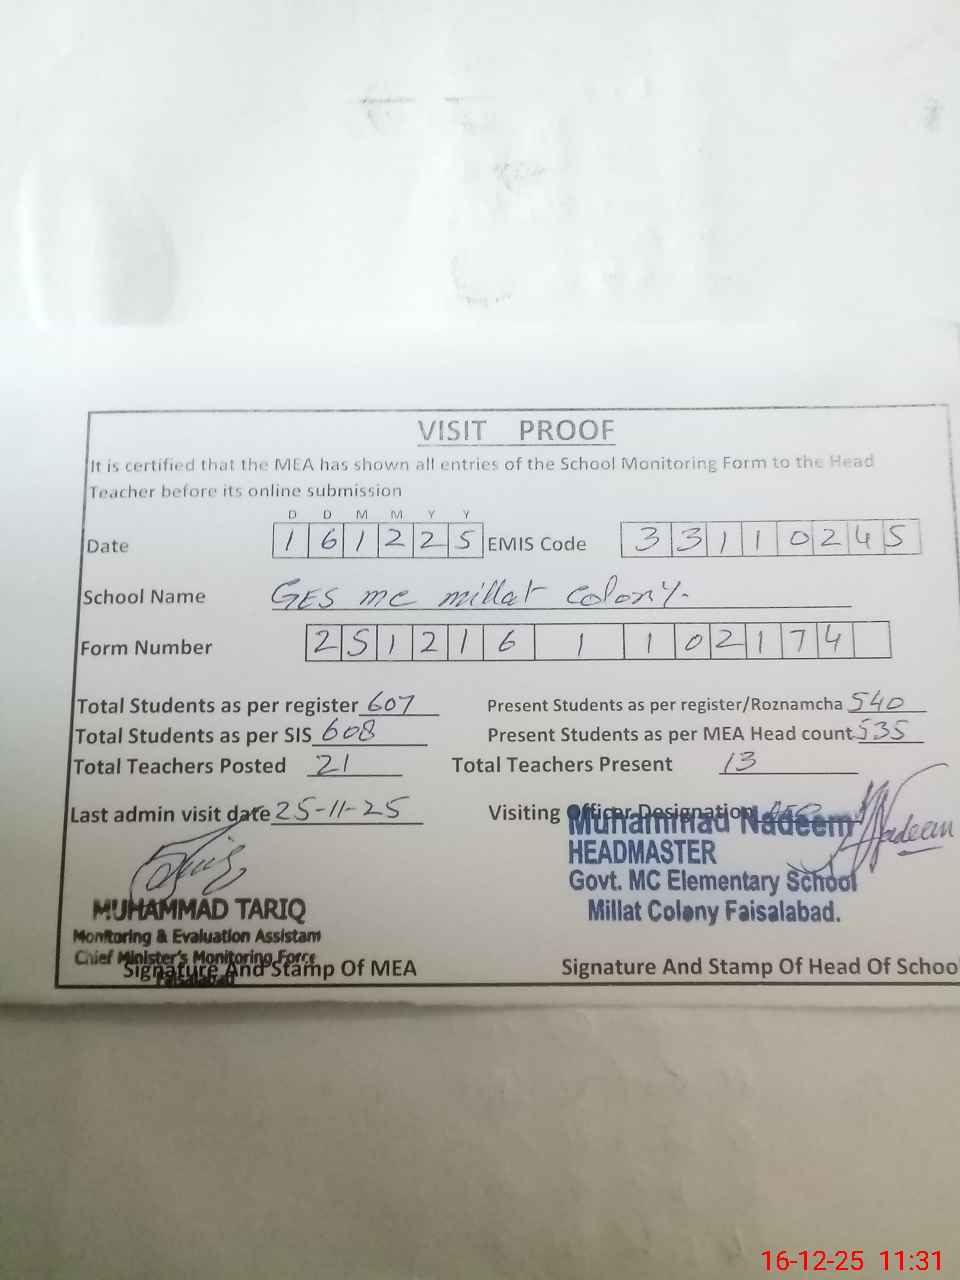 VISIT PROOF
It is certified that the MEA has shown all entries of the School Monitoring Form to the Head
Teacher before its online submission
D D M M Y Y
Date 1 6 1 2 2 5 EMIS Code 3 3 1 1 0 2 4 5
School Name GES mc millat Colony.
Form Number 2 5 1 2 1 6 1 1 0 2 1 7 4
Total Students as per register 607 Present Students as per register/Roznamcha 540
Total Students as per SIS 608 Present Students as per MEA Head count 535
Total Teachers Posted 21 Total Teachers Present 13
Last admin visit date 25-11-25 Visiting Officer Designation
Muhammad Nadeem Nadeem
HEADMASTER
Govt. MC Elementary School
Millat Colony Faisalabad.
MUHAMMAD TARIQ
Monitoring & Evaluation Assistant
Chief Minister's Monitoring Force
Faisalabad
Signature And Stamp Of MEA Signature And Stamp Of Head Of School
16-12-25 11:31